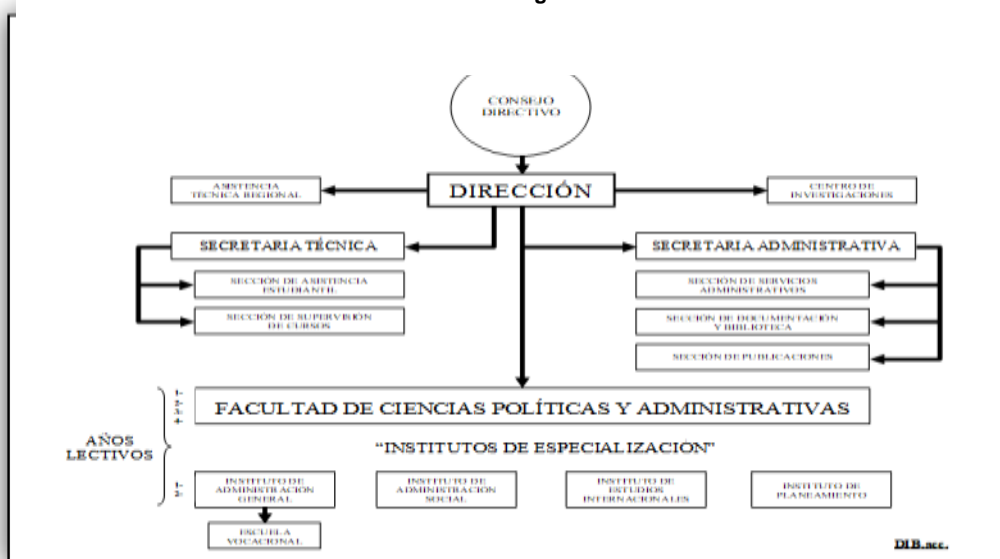 CONSEJO
DIRECTIVO
ASISTENCIA
TÉCNICA REGIONAL
DIRECCIÓN
CENTRO DE
INVESTIGACIONES
SECRETARIA TÉCNICA
SECRETARIA ADMINISTRATIVA
SECCIÓN DE ASISTENCIA
ESTUDIANTIL
SECCIÓN DE SERVICIOS
ADMINISTRATIVOS
SECCIÓN DE SUPERVISIÓN
DE CURSOS
SECCIÓN DE DOCUMENTACIÓN
Y BIBLIOTECA
SECCIÓN DE PUBLICACIONES
1-
2-
3-
4-
FACULTAD DE CIENCIAS POLÍTICAS Y ADMINISTRATIVAS
AÑOS
LECTIVOS
"INSTITUTOS DE ESPECIALIZACIÓN"
1-
2-
INSTITUTO DE
ADMINISTRACIÓN
GENERAL
INSTITUTO DE
ADMINISTRACIÓN
SOCIAL
INSTITUTO DE
ESTUDIOS
INTERNACIONALES
INSTITUTO DE
PLANEAMIENTO
ESCUELA
VOCACIONAL
DIB.acc.